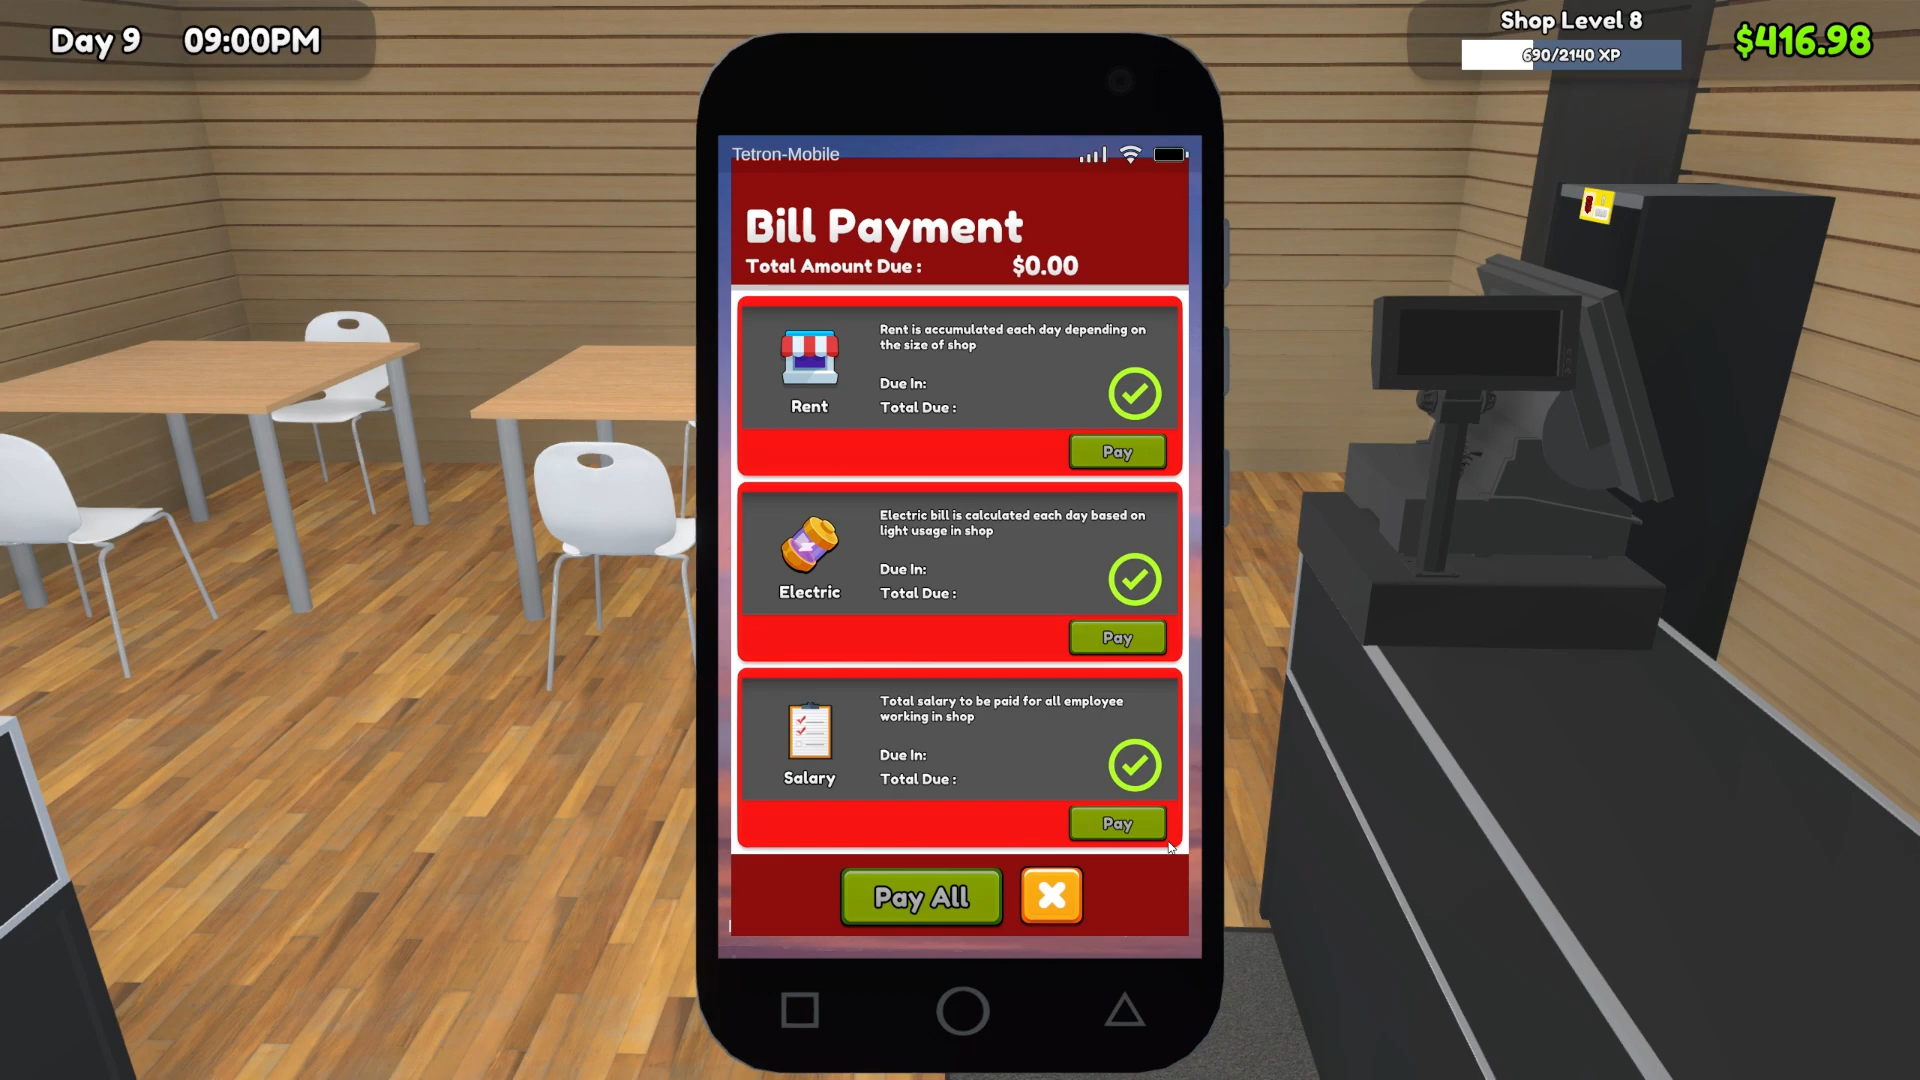 Day 9 09:00PM
Shop Level 8
690/2140 XP
$416.98
Tetron-Mobile
Bill Payment
Total Amount Due : $0.00
Rent is accumulated each day depending on
the size of shop
Due In:
Total Due :
Rent
Pay
Electric bill is calculated each day based on
light usage in shop
Due In:
Total Due :
Electric
Pay
Total salary to be paid for all employee
working in shop
Due In:
Total Due :
Salary
Pay
Pay All